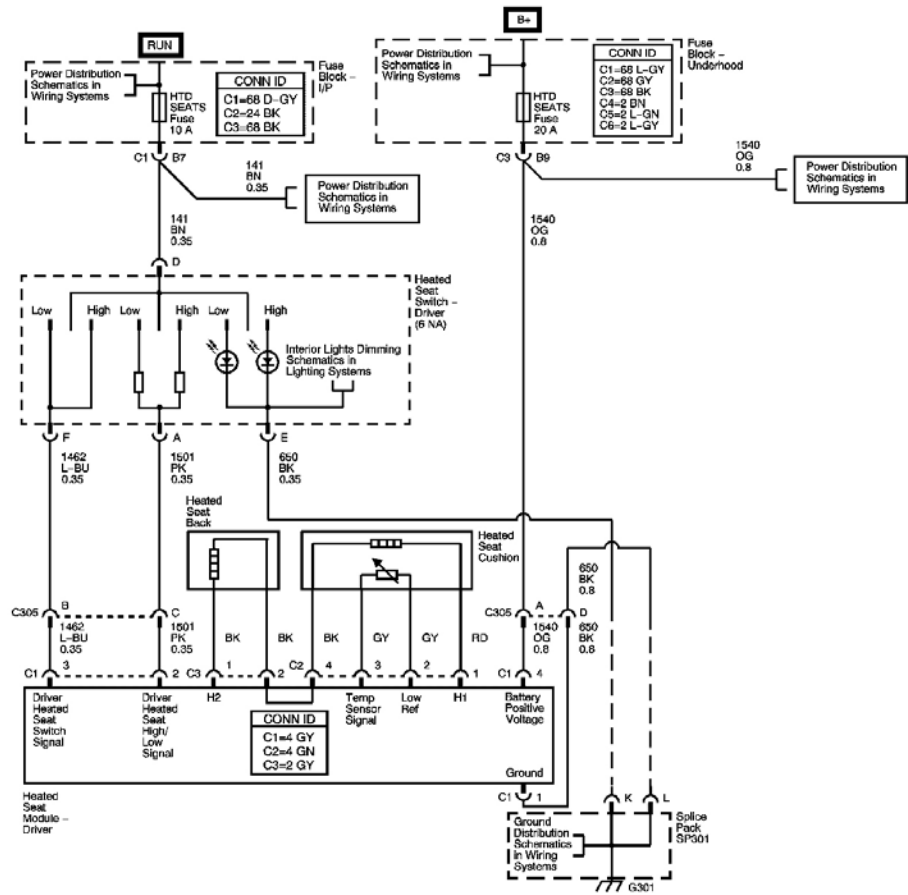 RUN
Power Distribution
Schematics in
Wiring Systems
HTD
SEATS
Fuse
10 A
CONN ID
C1=68 D-GY
C2=24 BK
C3=68 BK
Fuse
Block –
I/P
C1
B7
141
BN
0.35
Power Distribution
Schematics in
Wiring Systems
B+
Power Distribution
Schematics in
Wiring Systems
HTD
SEATS
Fuse
20 A
CONN ID
C1=68 L-GY
C2=68 GY
C3=68 BK
C4=2 BN
C5=2 L-GN
C6=2 L-GY
Fuse
Block –
Underhood
C3
B9
1540
OG
0.8
Power Distribution
Schematics in
Wiring Systems
141
BN
0.35
1540
OG
0.8
D
Low
High
Low
High
Low
High
Interior Lights Dimming
Schematics in
Lighting Systems
Heated
Seat
Switch –
Driver
(6 NA)
F
A
E
1462
L-BU
0.35
1501
PK
0.35
650
BK
0.35
Heated
Seat
Back
Heated
Seat
Cushion
650
BK
0.8
C305
B
C
C305
A
D
1462
L-BU
0.35
1501
PK
0.35
BK
BK
BK
GY
GY
RD
1540
OG
0.8
650
BK
0.8
C1
3
2
C3
1
2
C2
4
3
2
1
C1
4
Driver
Heated
Seat
Switch
Signal
Driver
Heated
Seat
High/
Low
Signal
H2
Temp
Sensor
Signal
Low
Ref
H1
Battery
Positive
Voltage
CONN ID
C1=4 GY
C2=4 GN
C3=2 GY
Ground
Heated
Seat
Module –
Driver
C1
1
K
L
Ground
Distribution
Schematics
in Wiring
Systems
Splice
Pack
SP301
G301